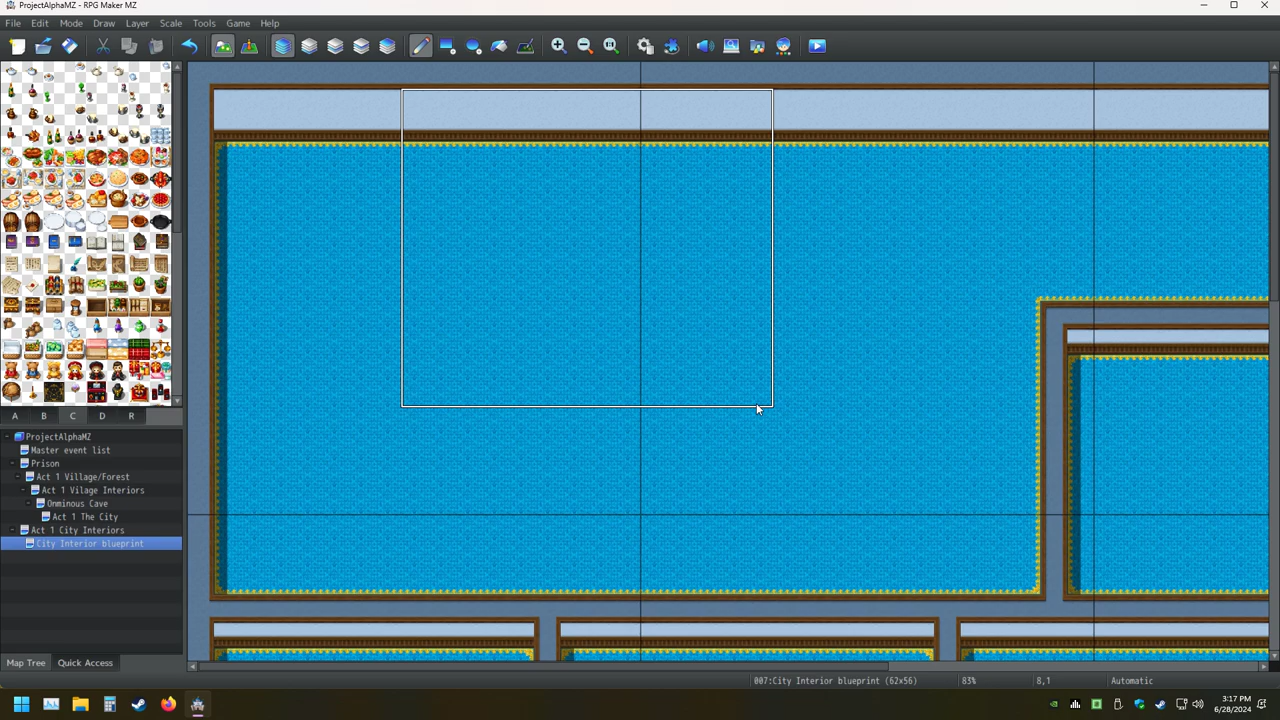 ProjectAlphaMZ - RPG Maker MZ
File Edit Mode Draw Layer Scale Tools Game Help
A B C D R
ProjectAlphaMZ
Master event list
Prison
Act 1 Village/Forest
Act 1 Vilage Interiors
Onminous Cave
Act 1 The City
Act 1 City Interiors
City Interior blueprint
Map Tree Quick Access
007:City Interior blueprint (62x56) 83% 8,1 Automatic
3:17 PM
6/28/2024